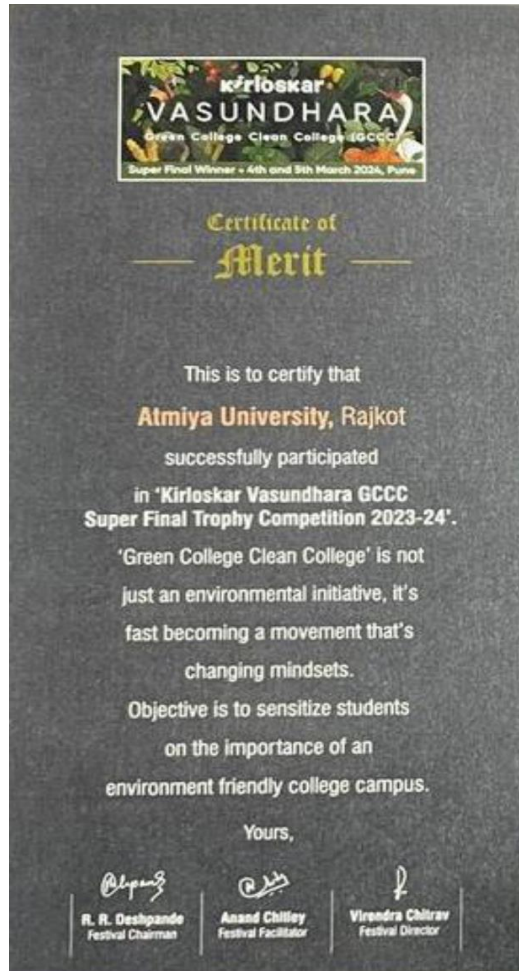 Kirloskar
VASUNDHARA
Green College Clean College (GCCC)
Super Final Winner • 4th and 5th March 2024, Pune
Certificate of
Merit
This is to certify that
Atmiya University, Rajkot
successfully participated
in 'Kirloskar Vasundhara GCCC
Super Final Trophy Competition 2023-24'.
'Green College Clean College' is not
just an environmental initiative, it's
fast becoming a movement that's
changing mindsets.
Objective is to sensitize students
on the importance of an
environment friendly college campus.
Yours,
R. R. Deshpande
Festival Chairman
Anand Chitley
Festival Facilitator
Virendra Chitrav
Festival Director